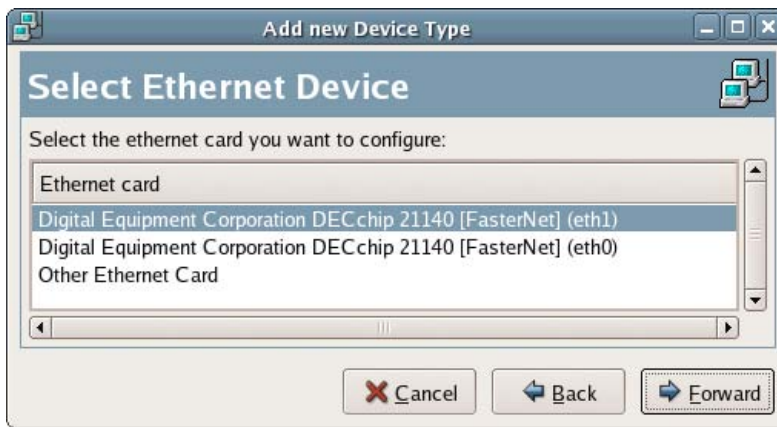 Add new Device Type
Select Ethernet Device
Select the ethernet card you want to configure:
Ethernet card
Digital Equipment Corporation DECchip 21140 [FasterNet] (eth1)
Digital Equipment Corporation DECchip 21140 [FasterNet] (eth0)
Other Ethernet Card
Cancel
Back
Forward